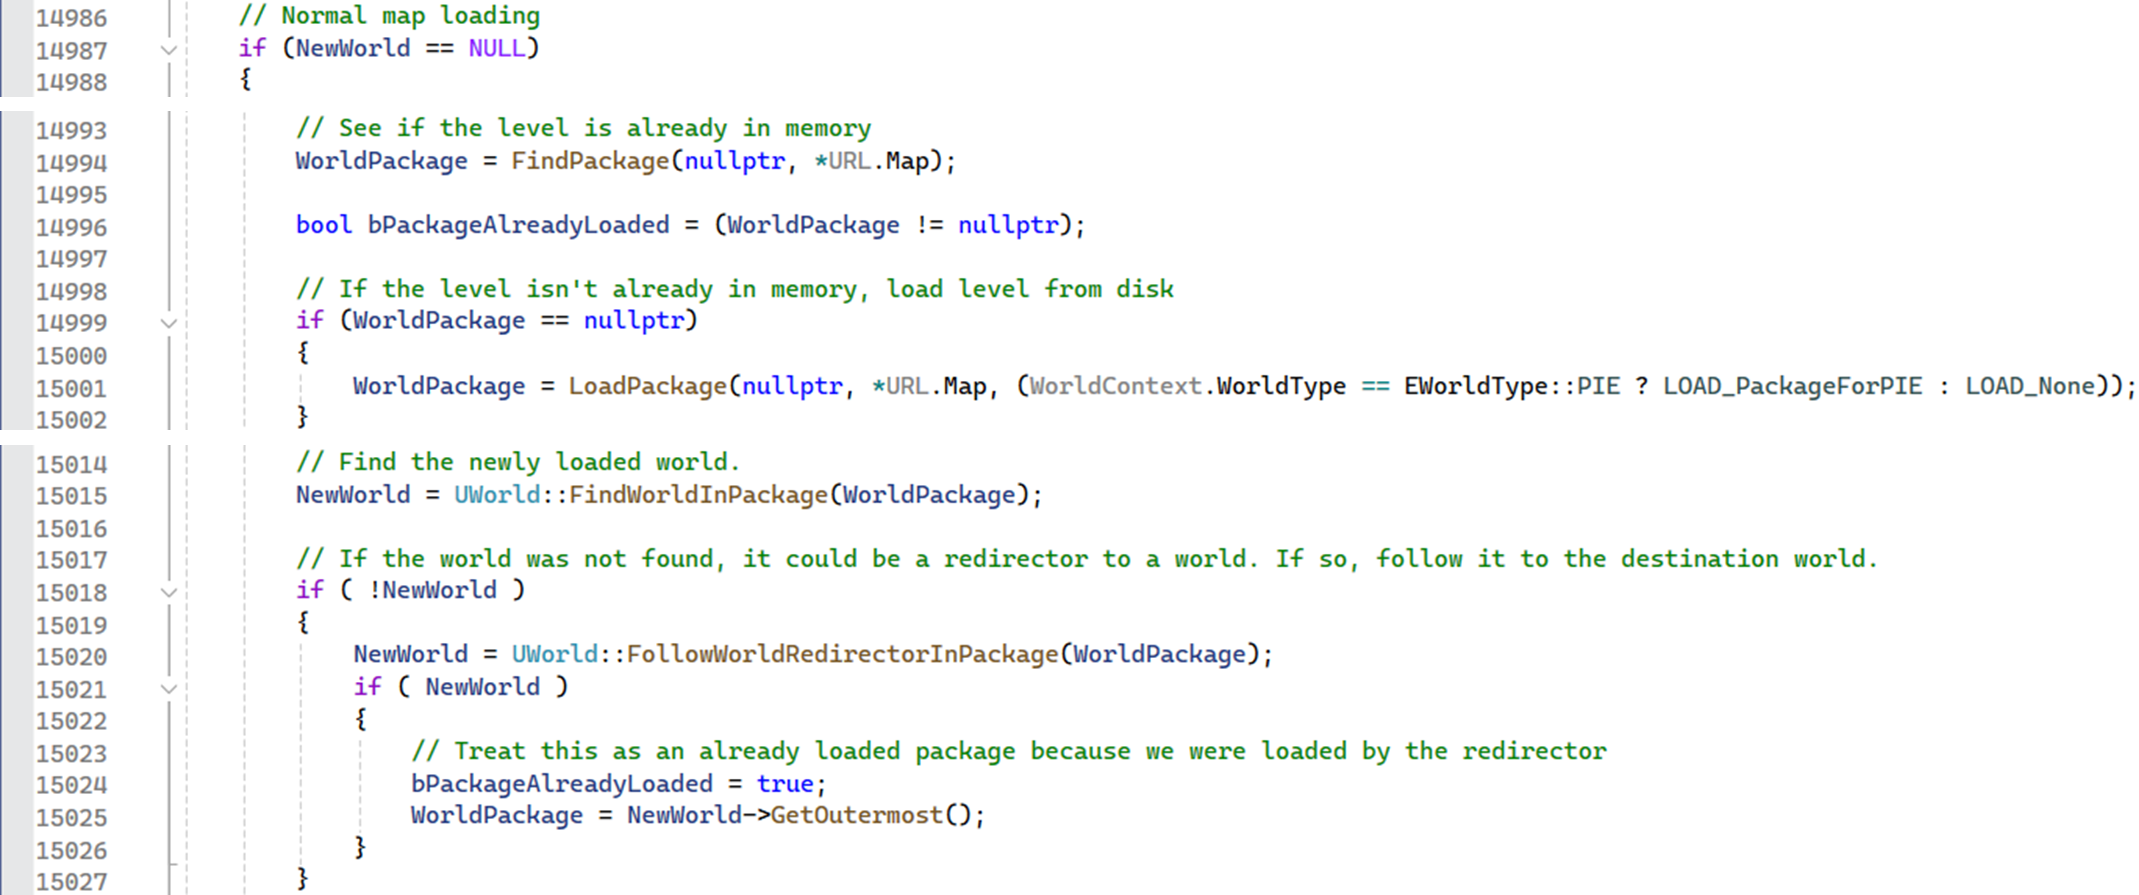 14986 // Normal map loading
14987 if (NewWorld == NULL)
14988 {
14993 // See if the level is already in memory
14994 WorldPackage = FindPackage(nullptr, *URL.Map);
14995
14996 bool bPackageAlreadyLoaded = (WorldPackage != nullptr);
14997
14998 // If the level isn't already in memory, load level from disk
14999 if (WorldPackage == nullptr)
15000 {
15001 WorldPackage = LoadPackage(nullptr, *URL.Map, (WorldContext.WorldType == EWorldType::PIE ? LOAD_PackageForPIE : LOAD_None));
15002 }
15014 // Find the newly loaded world.
15015 NewWorld = UWorld::FindWorldInPackage(WorldPackage);
15016
15017 // If the world was not found, it could be a redirector to a world. If so, follow it to the destination world.
15018 if ( !NewWorld )
15019 {
15020 NewWorld = UWorld::FollowWorldRedirectorInPackage(WorldPackage);
15021 if ( NewWorld )
15022 {
15023 // Treat this as an already loaded package because we were loaded by the redirector
15024 bPackageAlreadyLoaded = true;
15025 WorldPackage = NewWorld->GetOutermost();
15026 }
15027 }